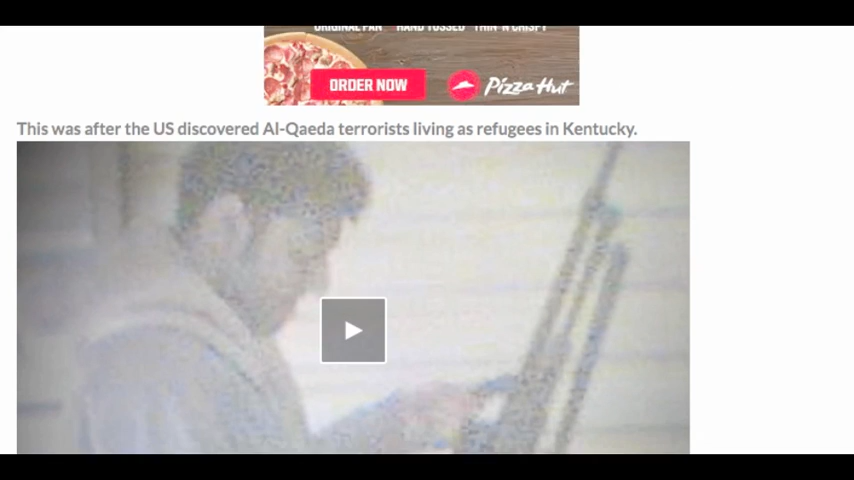 ORIGINAL PAN HAND TOSSED THIN 'N CRISPY
ORDER NOW
Pizza Hut
This was after the US discovered Al-Qaeda terrorists living as refugees in Kentucky.